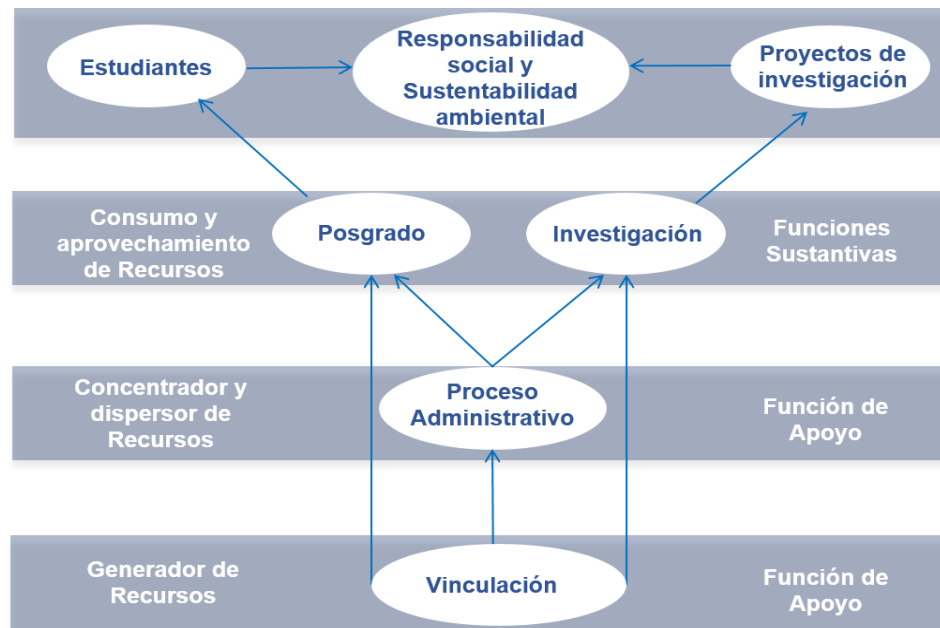 Estudiantes
Responsabilidad
social y
Sustentabilidad
ambiental
Proyectos de
investigación
Consumo y
aprovechamiento
de Recursos
Posgrado
Investigación
Funciones
Sustantivas
Concentrador y
dispersor de
Recursos
Proceso
Administrativo
Función de
Apoyo
Generador de
Recursos
Vinculación
Función de
Apoyo